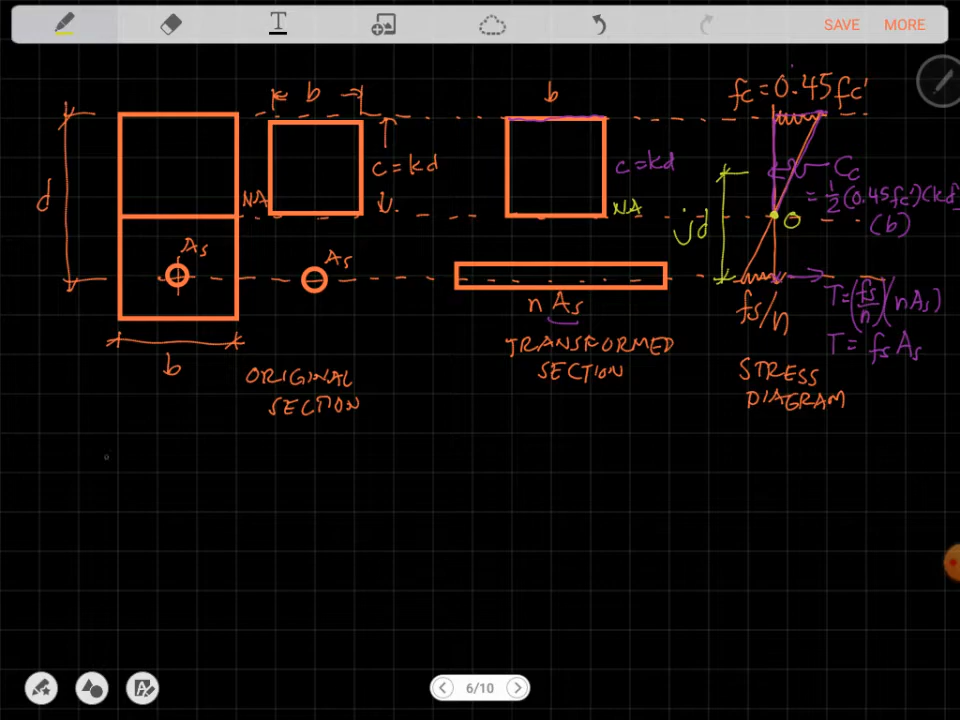 T
SAVE
MORE
b
b
fc = 0.45fc'
d
c = kd
c = kd
Cc
= 1/2 (0.45fc')(kd)
(b)
NA
NA
jd
O
As
As
n As
fs/n
T = (fs/n)(nAs)
T = fs As
b
ORIGINAL
SECTION
TRANSFORMED
SECTION
STRESS
DIAGRAM
6/10
A